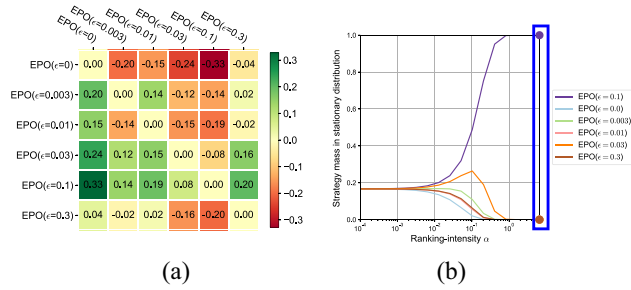 EPO(ϵ=0)
EPO(ϵ=0.003)
EPO(ϵ=0.01)
EPO(ϵ=0.03)
EPO(ϵ=0.1)
EPO(ϵ=0.3)
EPO(ϵ=0) 0.00 -0.20 -0.15 -0.24 -0.33 -0.04
EPO(ϵ=0.003) 0.20 0.00 0.14 -0.12 -0.14 0.02
EPO(ϵ=0.01) 0.15 -0.14 0.00 -0.15 -0.19 -0.02
EPO(ϵ=0.03) 0.24 0.12 0.15 0.00 -0.08 0.16
EPO(ϵ=0.1) 0.33 0.14 0.19 0.08 0.00 0.20
EPO(ϵ=0.3) 0.04 -0.02 0.02 -0.16 -0.20 0.00
0.3
0.2
0.1
0.0
-0.1
-0.2
-0.3
(a)
Strategy mass in stationary distribution
1.0
0.8
0.6
0.4
0.2
0.0
10⁻⁴ 10⁻³ 10⁻² 10⁻¹ 10⁰
Ranking-intensity α
EPO(ϵ = 0.1)
EPO(ϵ = 0.0)
EPO(ϵ = 0.003)
EPO(ϵ = 0.01)
EPO(ϵ = 0.03)
EPO(ϵ = 0.3)
(b)